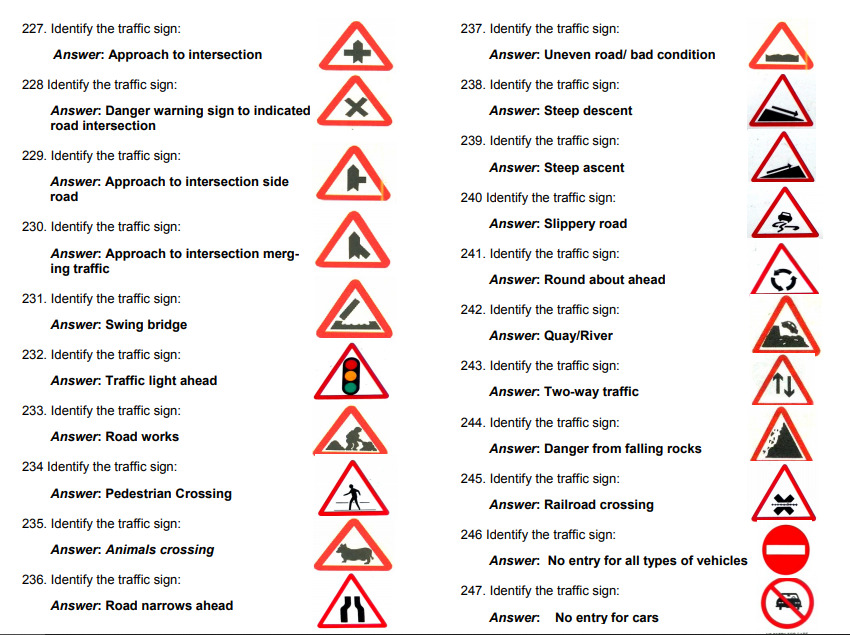 227. Identify the traffic sign:
Answer: Approach to intersection
228 Identify the traffic sign:
Answer: Danger warning sign to indicated
road intersection
229. Identify the traffic sign:
Answer: Approach to intersection side
road
230. Identify the traffic sign:
Answer: Approach to intersection merg-
ing traffic
231. Identify the traffic sign:
Answer: Swing bridge
232. Identify the traffic sign:
Answer: Traffic light ahead
233. Identify the traffic sign:
Answer: Road works
234 Identify the traffic sign:
Answer: Pedestrian Crossing
235. Identify the traffic sign:
Answer: Animals crossing
236. Identify the traffic sign:
Answer: Road narrows ahead
237. Identify the traffic sign:
Answer: Uneven road/ bad condition
238. Identify the traffic sign:
Answer: Steep descent
239. Identify the traffic sign:
Answer: Steep ascent
240 Identify the traffic sign:
Answer: Slippery road
241. Identify the traffic sign:
Answer: Round about ahead
242. Identify the traffic sign:
Answer: Quay/River
243. Identify the traffic sign:
Answer: Two-way traffic
244. Identify the traffic sign:
Answer: Danger from falling rocks
245. Identify the traffic sign:
Answer: Railroad crossing
246 Identify the traffic sign:
Answer: No entry for all types of vehicles
247. Identify the traffic sign:
Answer: No entry for cars